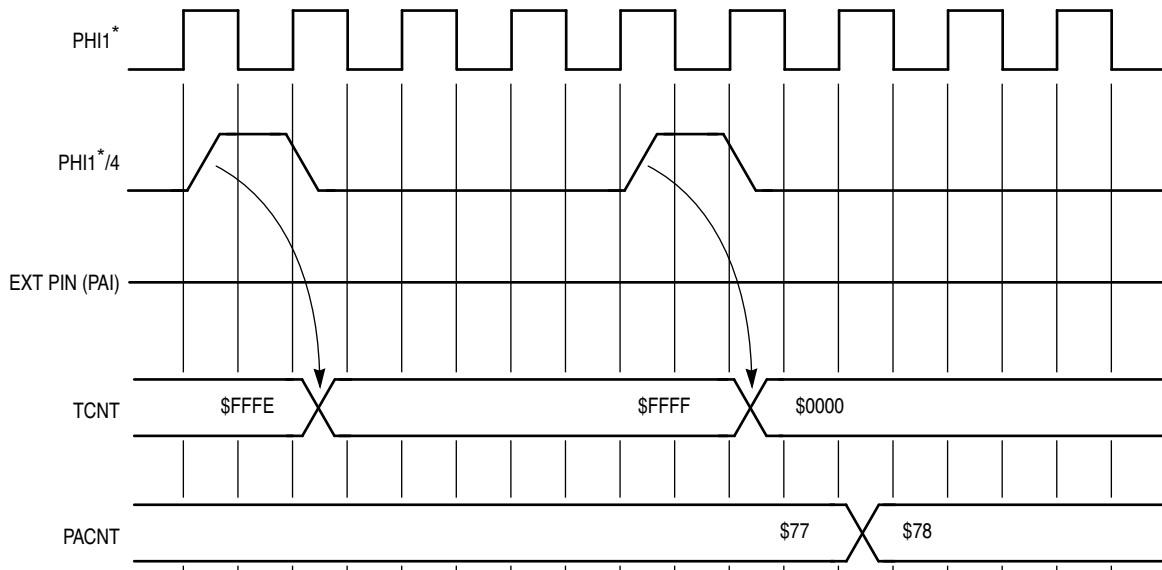 PHI1*
PHI1*/4
EXT PIN (PAI)
TCNT
$FFFE
$FFFF
$0000
PACNT
$77
$78